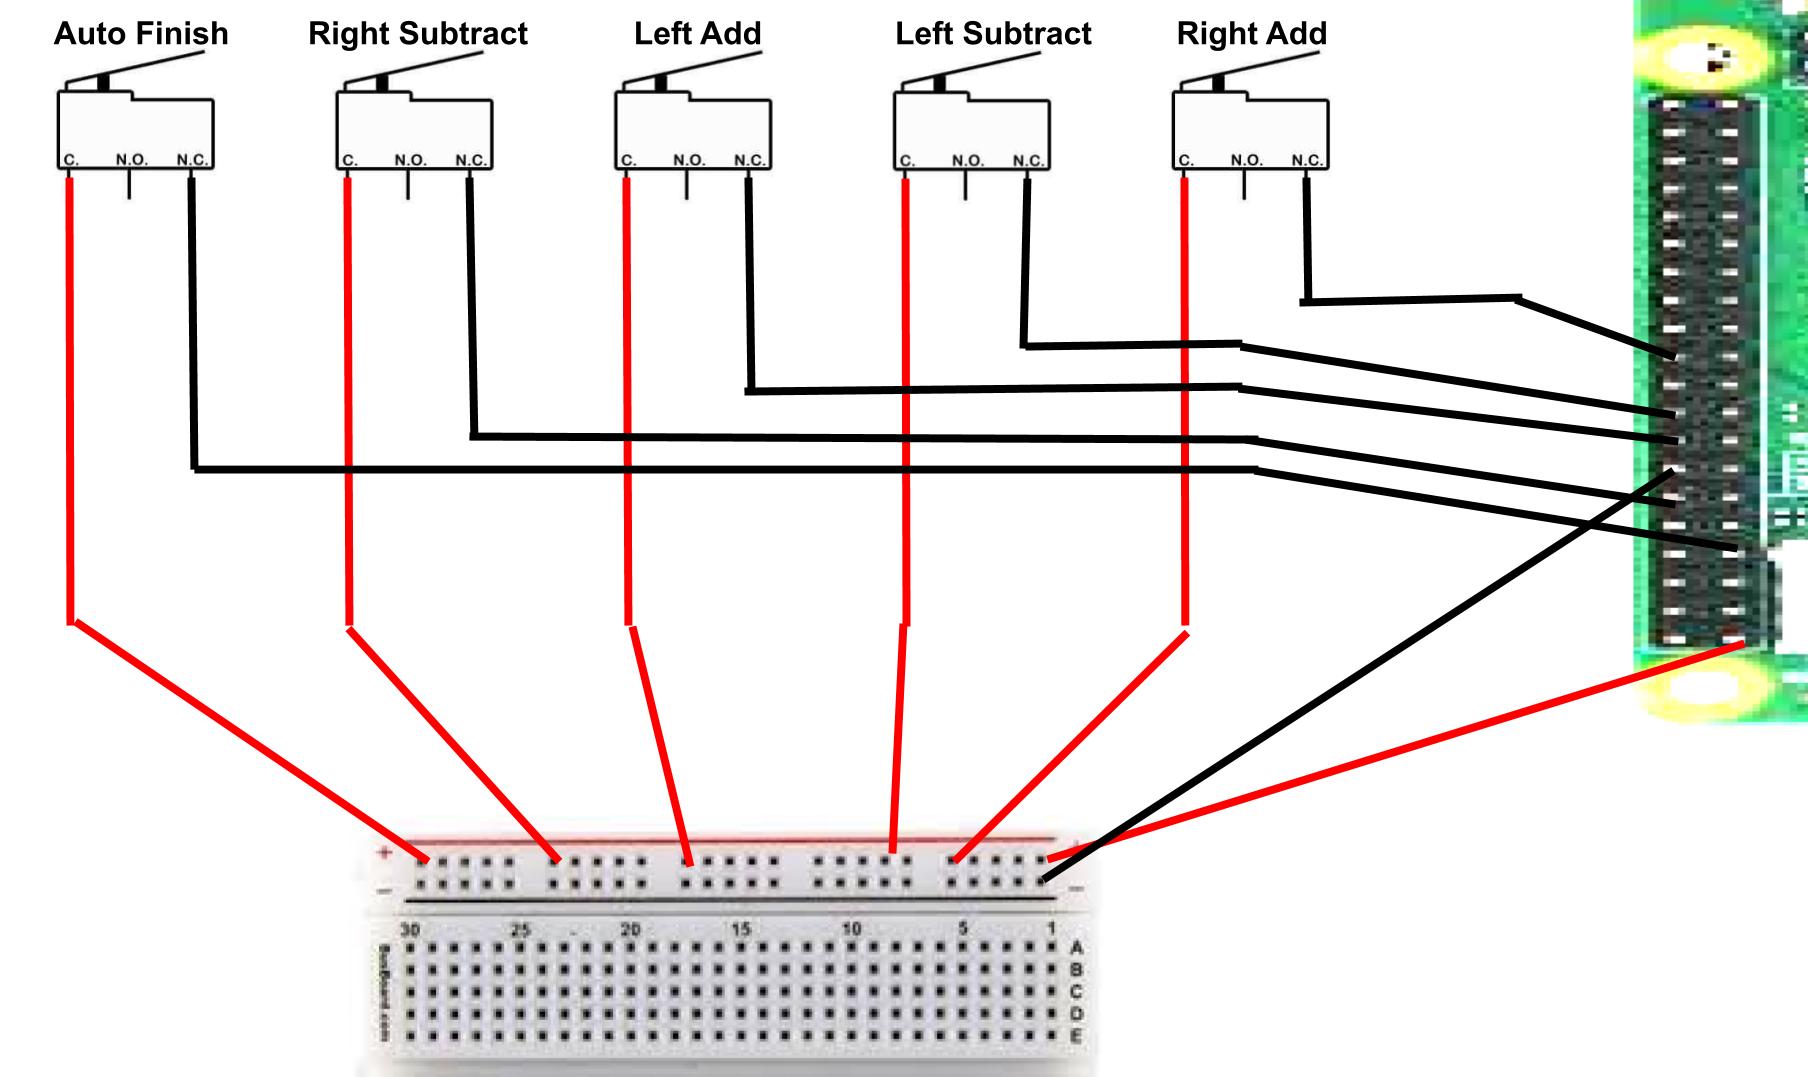 Auto Finish Right Subtract Left Add Left Subtract Right Add
C. N.O. N.C. C. N.O. N.C. C. N.O. N.C. C. N.O. N.C. C. N.O. N.C.
+
– –
30 25 20 15 10 5 1
A
B
C
D
E